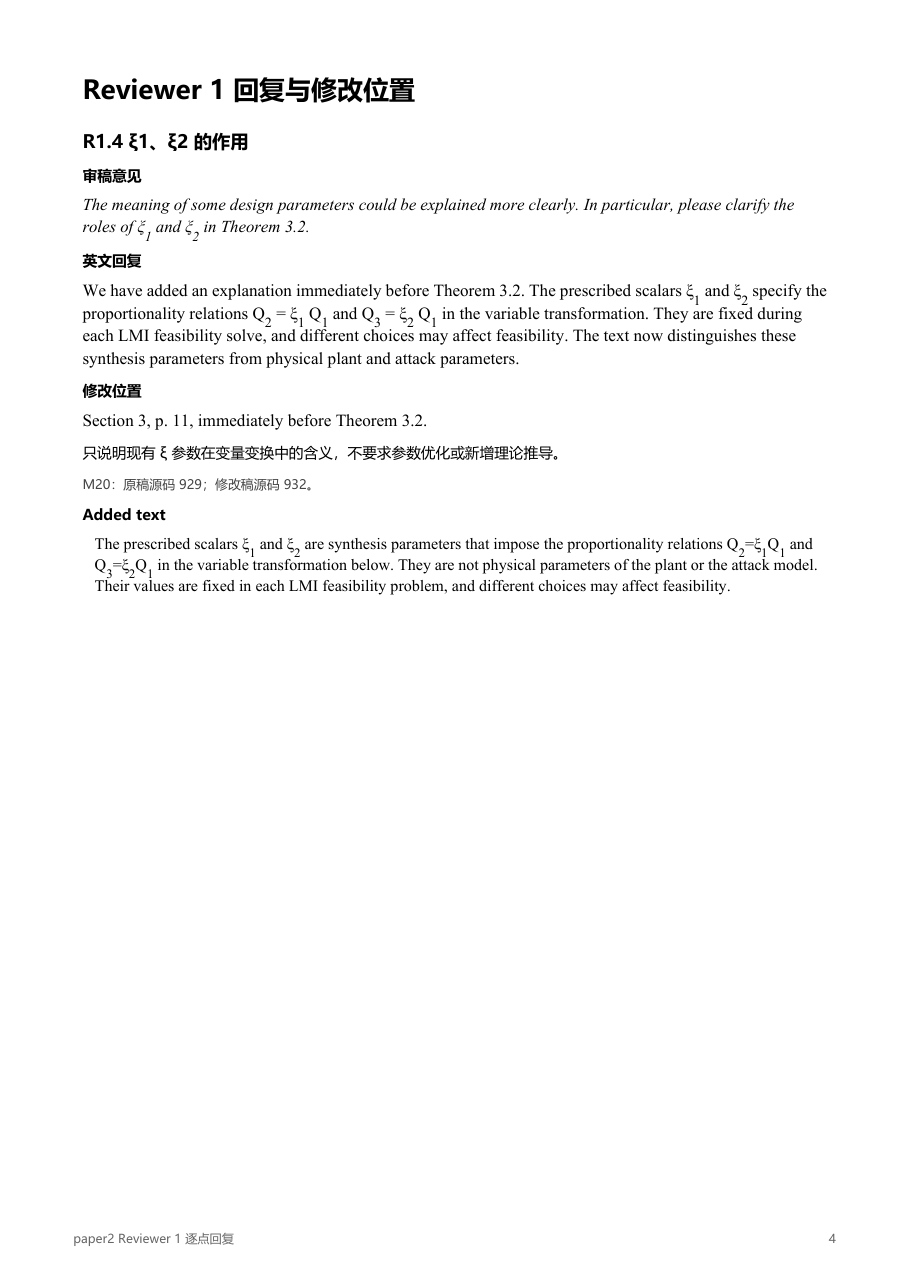 Reviewer 1 回复与修改位置
R1.4 ξ1、ξ2 的作用
审稿意见
The meaning of some design parameters could be explained more clearly. In particular, please clarify the
roles of ξ1 and ξ2 in Theorem 3.2.
英文回复
We have added an explanation immediately before Theorem 3.2. The prescribed scalars ξ1 and ξ2 specify the
proportionality relations Q2 = ξ1 Q1 and Q3 = ξ2 Q1 in the variable transformation. They are fixed during
each LMI feasibility solve, and different choices may affect feasibility. The text now distinguishes these
synthesis parameters from physical plant and attack parameters.
修改位置
Section 3, p. 11, immediately before Theorem 3.2.
只说明现有 ξ 参数在变量变换中的含义，不要求参数优化或新增理论推导。
M20：原稿源码 929；修改稿源码 932。
Added text
The prescribed scalars ξ1 and ξ2 are synthesis parameters that impose the proportionality relations Q2=ξ1Q1 and
Q3=ξ2Q1 in the variable transformation below. They are not physical parameters of the plant or the attack model.
Their values are fixed in each LMI feasibility problem, and different choices may affect feasibility.
paper2 Reviewer 1 逐点回复
4